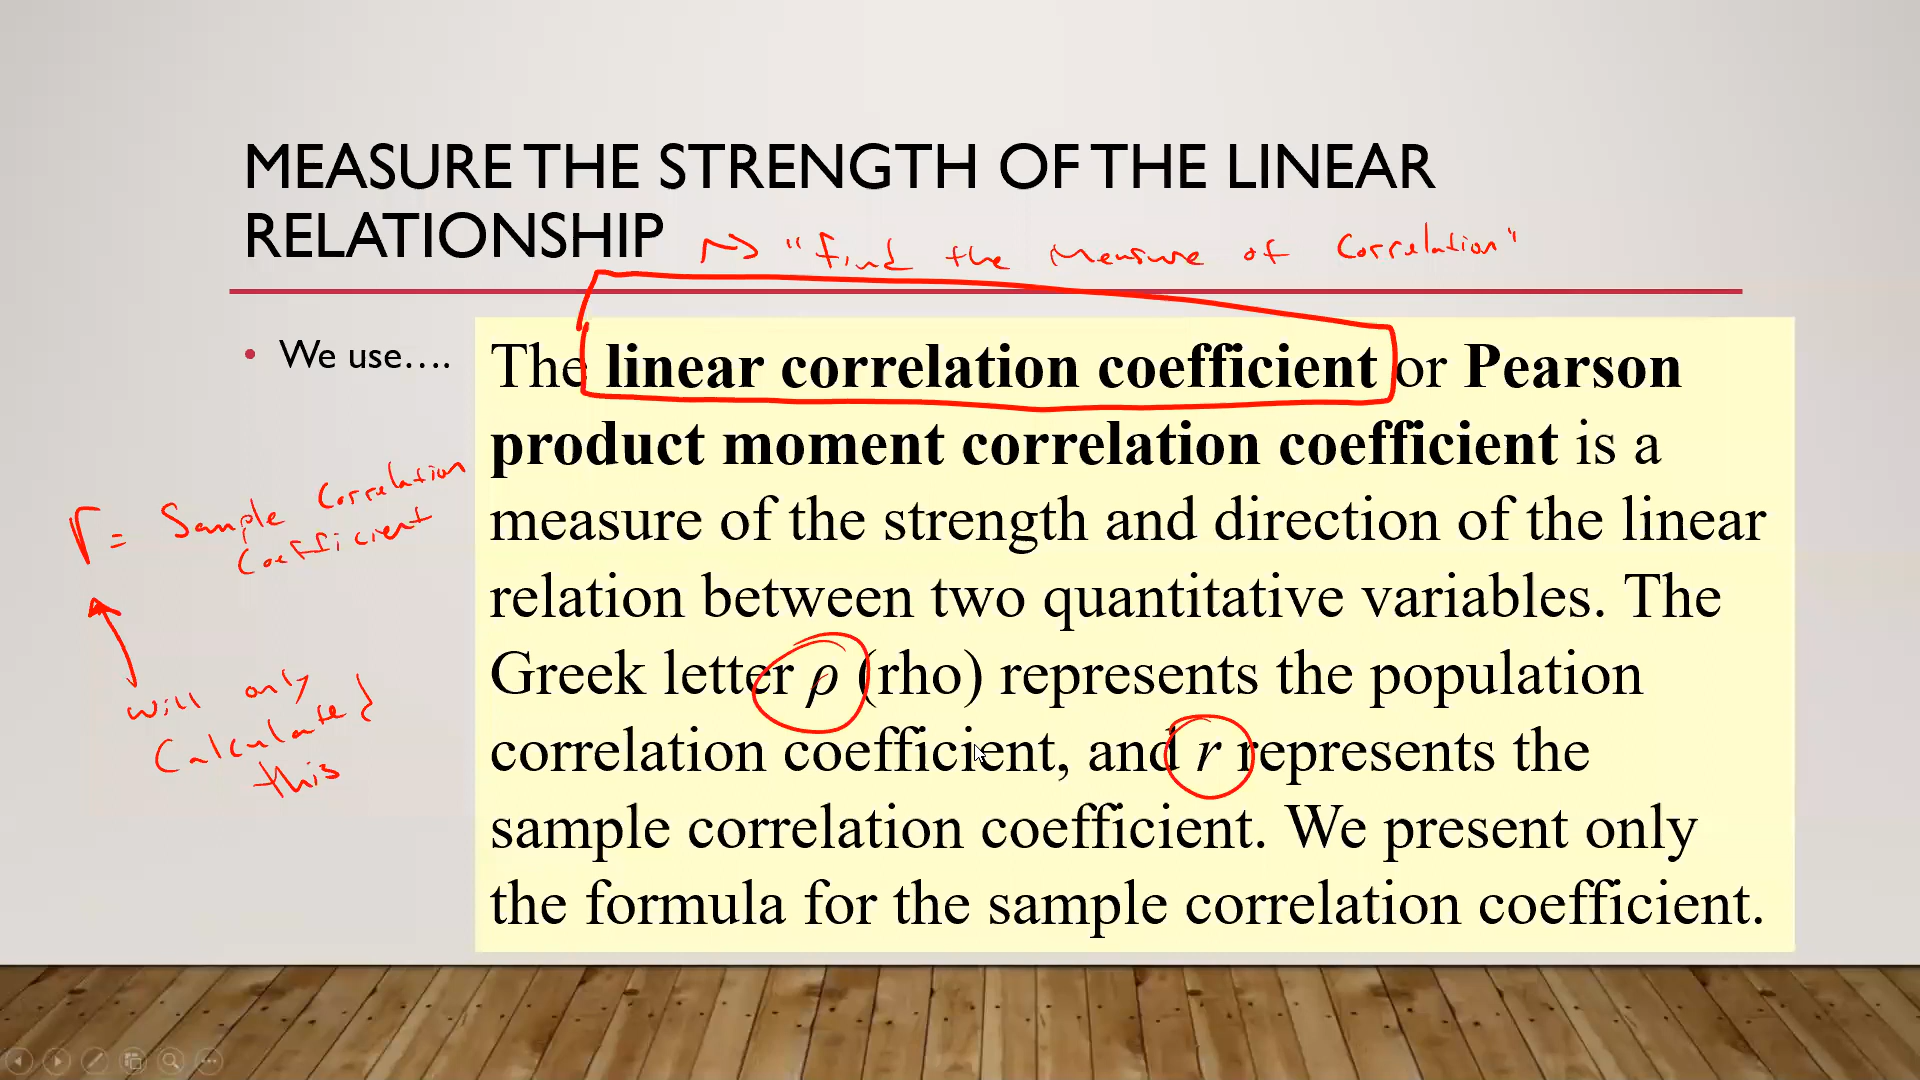 MEASURE THE STRENGTH OF THE LINEAR
RELATIONSHIP
"find the measure of Correlation"
• We use....
The linear correlation coefficient or Pearson
product moment correlation coefficient is a
measure of the strength and direction of the linear
relation between two quantitative variables. The
Greek letter ρ (rho) represents the population
correlation coefficient, and r represents the
sample correlation coefficient. We present only
the formula for the sample correlation coefficient.
r = Sample Correlation
Coefficient
will only
Calculated
this